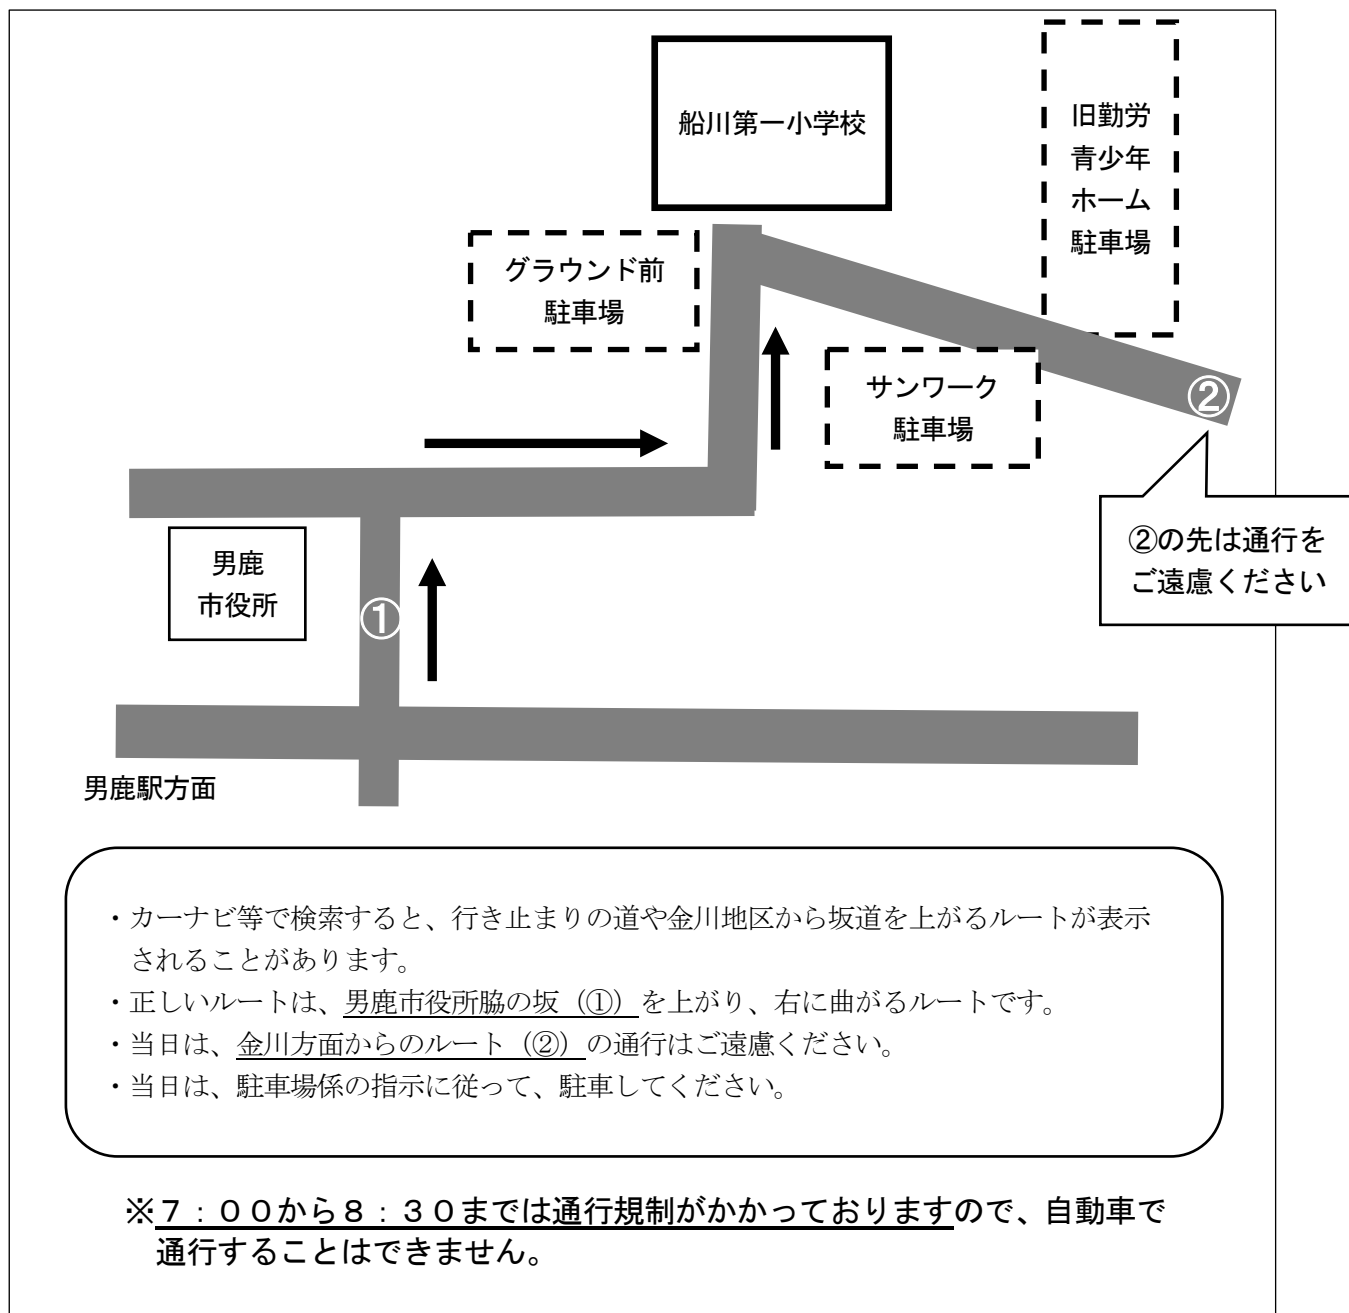 船川第一小学校
旧勤労
青少年
ホーム
駐車場
グラウンド前
駐車場
サンワーク
駐車場
②
②の先は通行を
ご遠慮ください
男鹿
市役所
①
男鹿駅方面
・カーナビ等で検索すると、行き止まりの道や金川地区から坂道を上がるルートが表示
されることがあります。
・正しいルートは、男鹿市役所脇の坂（①）を上がり、右に曲がるルートです。
・当日は、金川方面からのルート（②）の通行はご遠慮ください。
・当日は、駐車場係の指示に従って、駐車してください。
※７：００から８：３０までは通行規制がかかっておりますので、自動車で
通行することはできません。